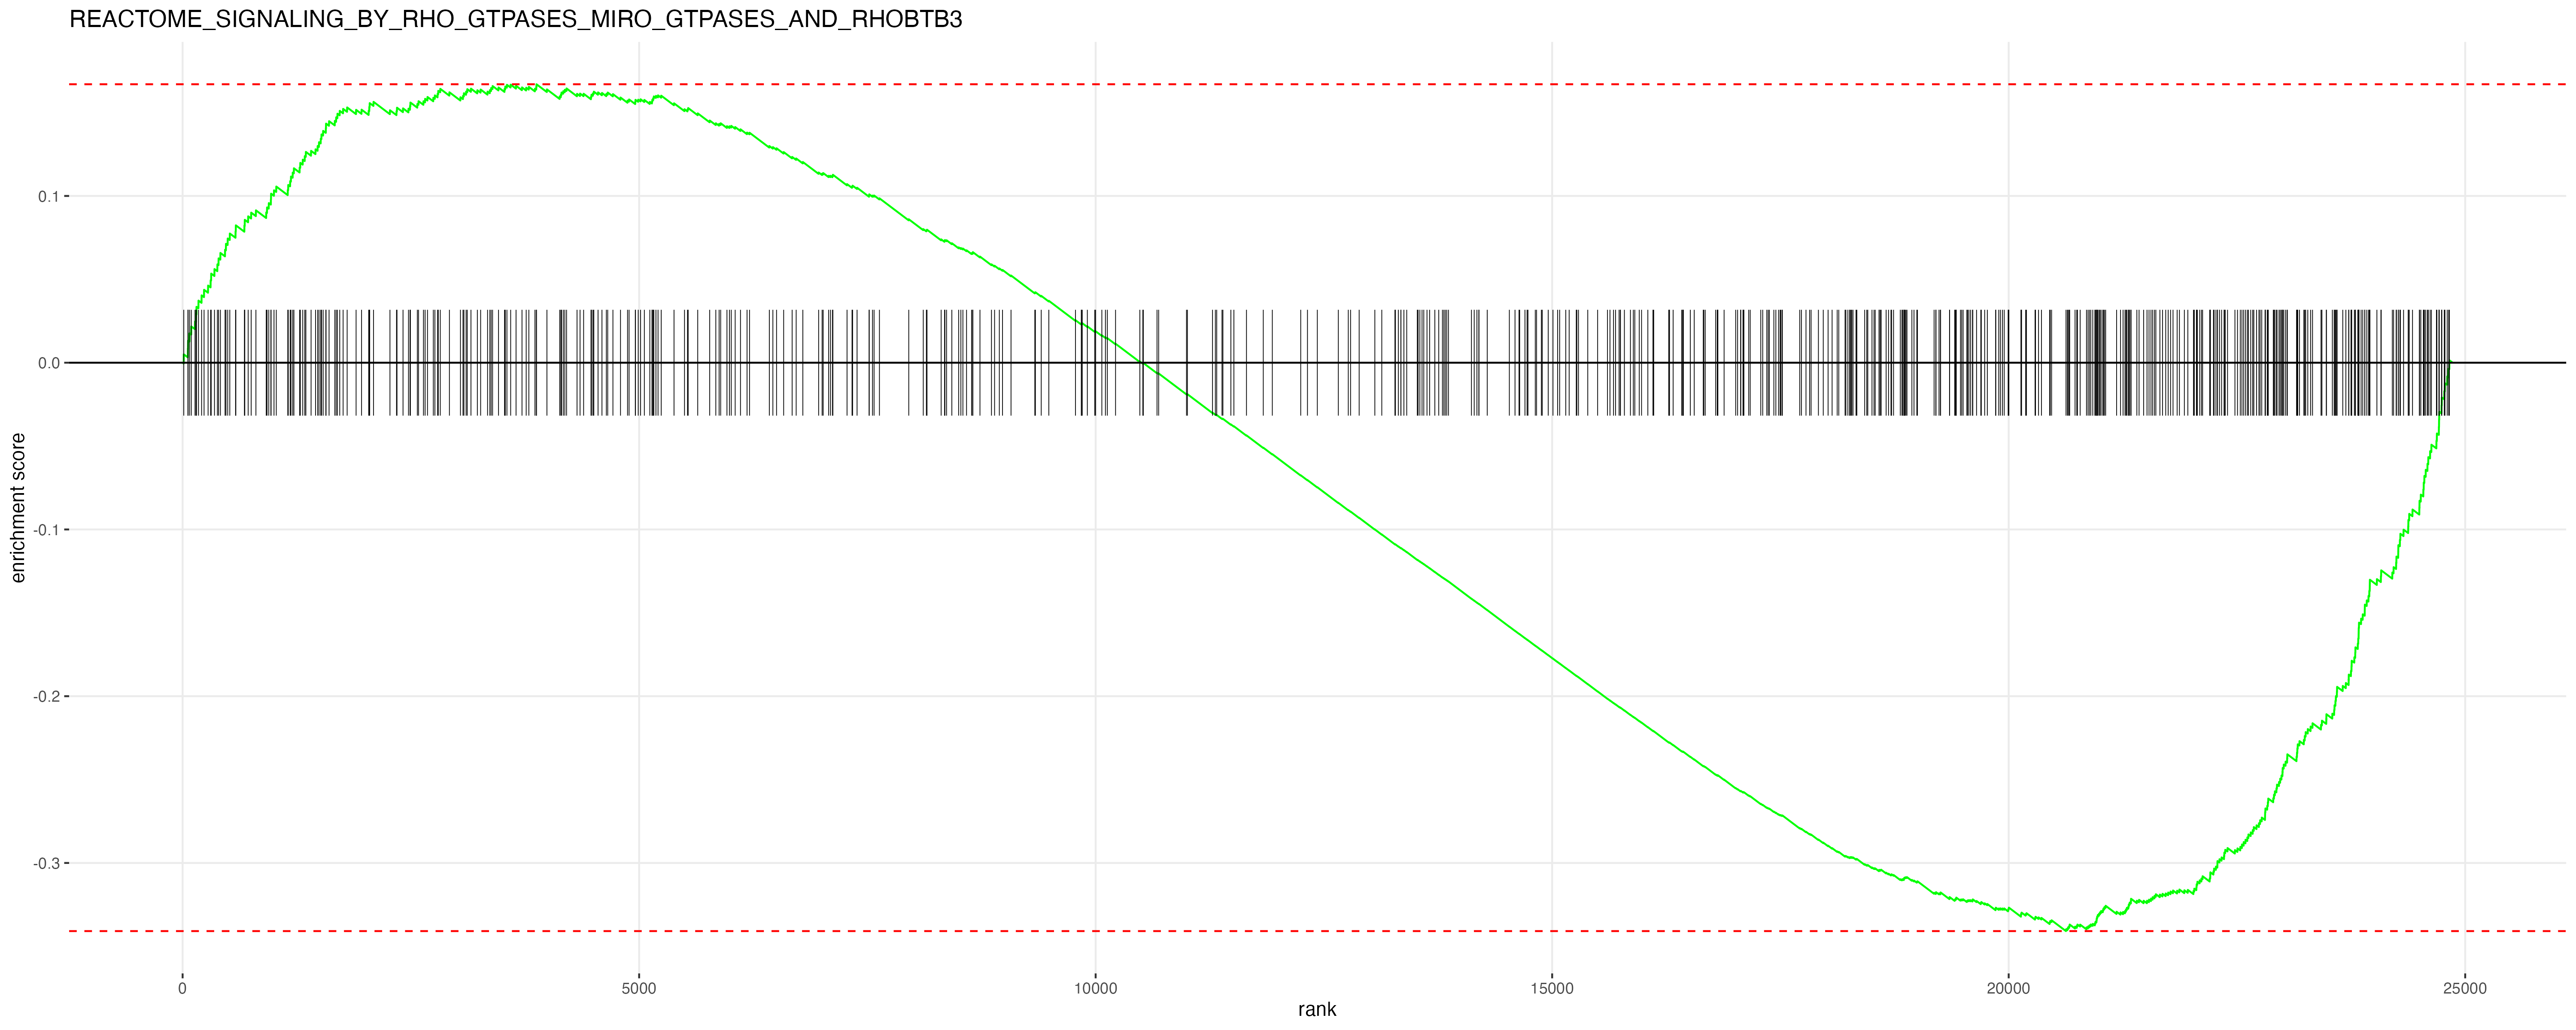 REACTOME_SIGNALING_BY_RHO_GTPASES_MIRO_GTPASES_AND_RHOBTB3
enrichment score
0.1
0.0
-0.1
-0.2
-0.3
0 5000 10000 15000 20000 25000
rank